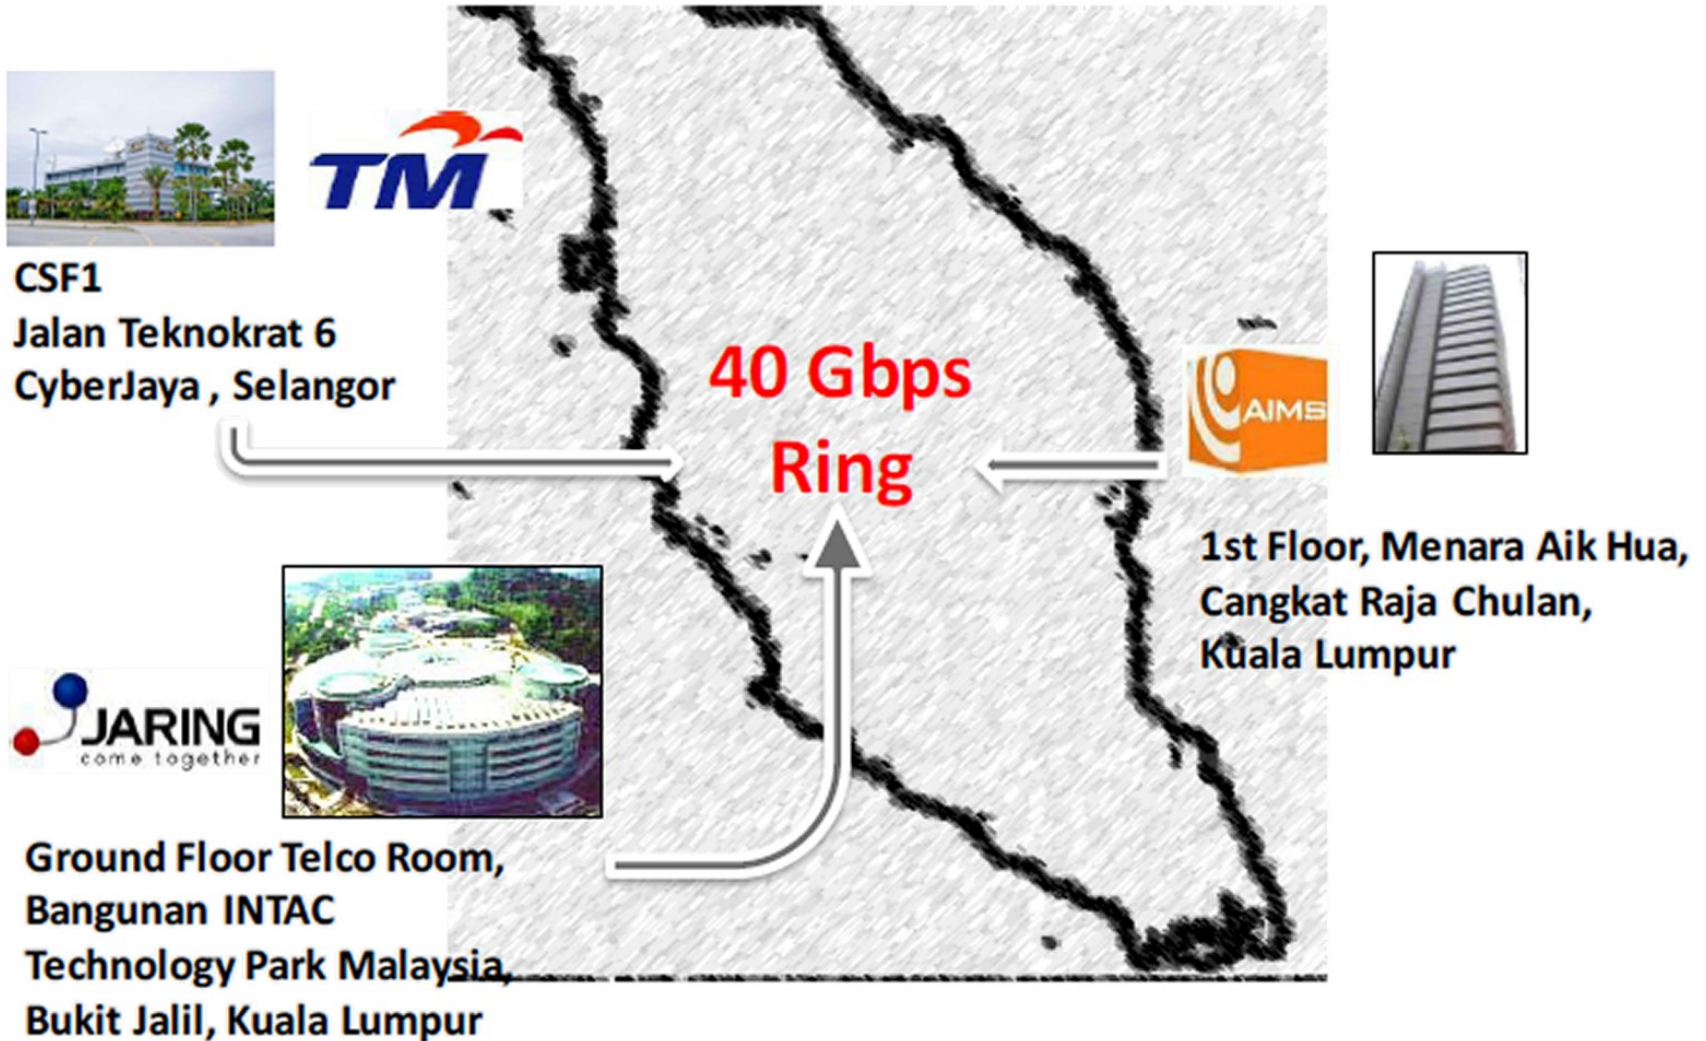 TM
CSF1
Jalan Teknokrat 6
CyberJaya , Selangor
40 Gbps
Ring
AIMS
1st Floor, Menara Aik Hua,
Cangkat Raja Chulan,
Kuala Lumpur
JARING
come together
Ground Floor Telco Room,
Bangunan INTAC
Technology Park Malaysia,
Bukit Jalil, Kuala Lumpur